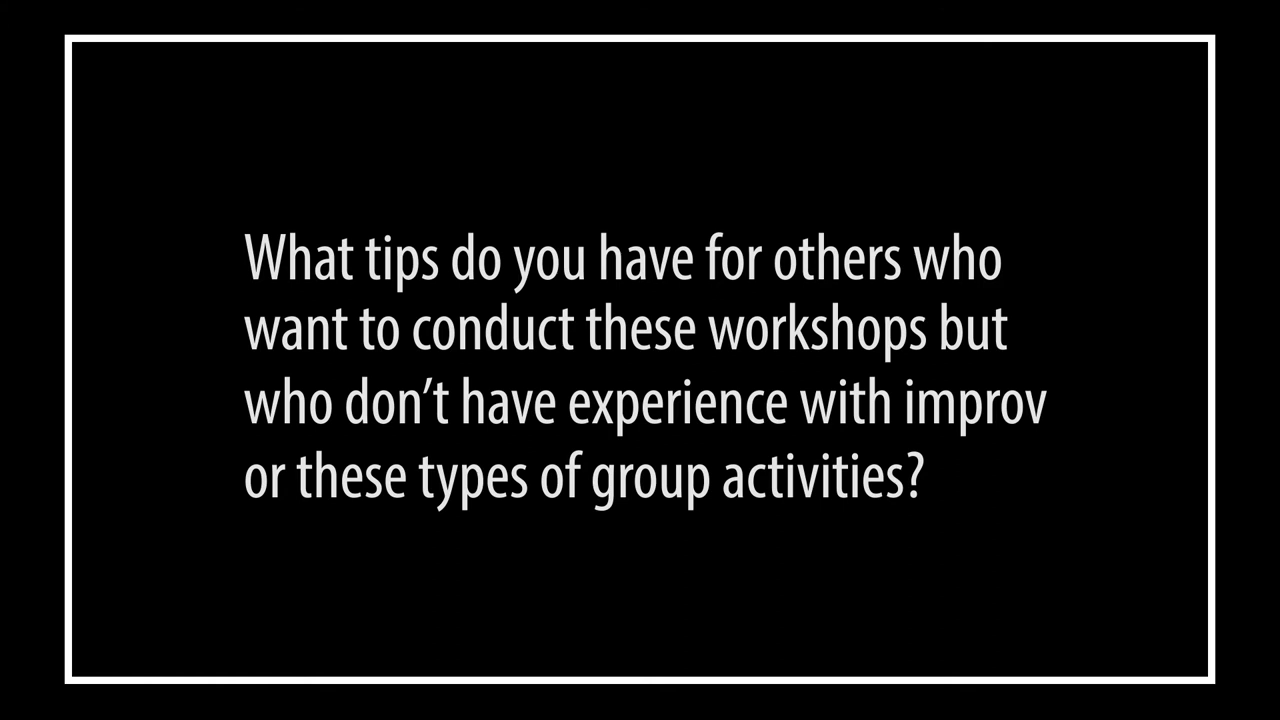 What tips do you have for others who
want to conduct these workshops but
who don’t have experience with improv
or these types of group activities?